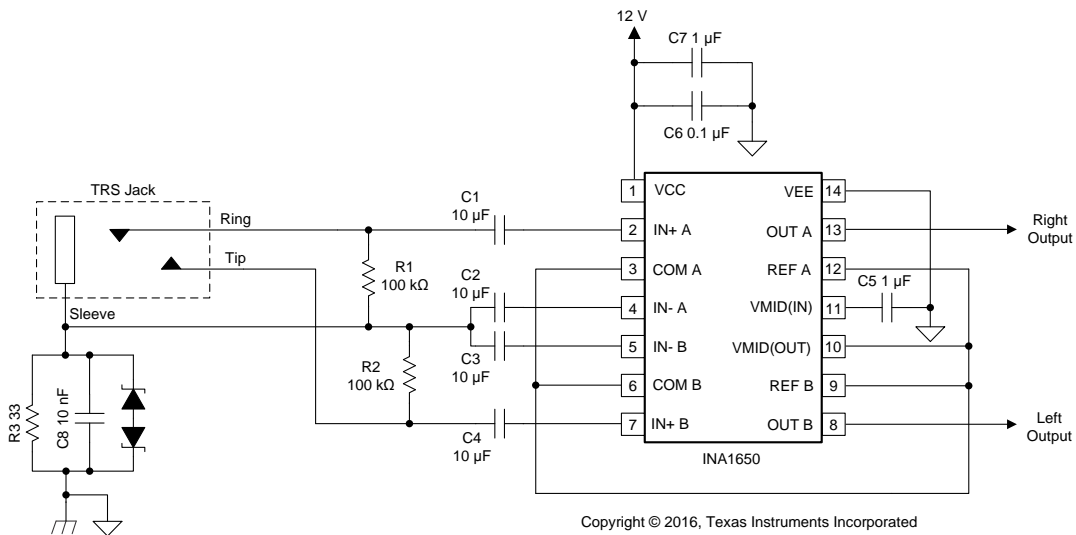 12 V
C7 1 µF
C6 0.1 µF
TRS Jack
Ring
Tip
Sleeve
C1
10 µF
R1
100 kΩ
C2
10 µF
C3
10 µF
R2
100 kΩ
C4
10 µF
R3 33
C8 10 nF
1 VCC VEE 14
2 IN+ A OUT A 13
3 COM A REF A 12
4 IN- A VMID(IN) 11
5 IN- B VMID(OUT) 10
6 COM B REF B 9
7 IN+ B OUT B 8
INA1650
C5 1 µF
Right
Output
Left
Output
Copyright © 2016, Texas Instruments Incorporated